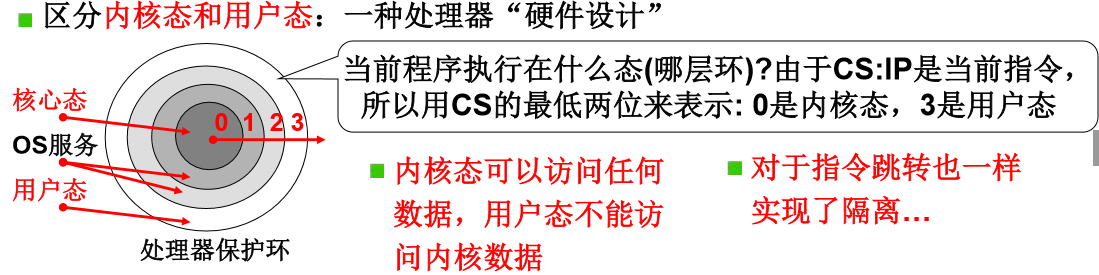 区分内核态和用户态：一种处理器“硬件设计”
当前程序执行在什么态(哪层环)?由于CS:IP是当前指令，
所以用CS的最低两位来表示: 0是内核态，3是用户态
核心态
OS服务
用户态
0 1 2 3
处理器保护环
内核态可以访问任何
数据，用户态不能访
问内核数据
对于指令跳转也一样
实现了隔离…